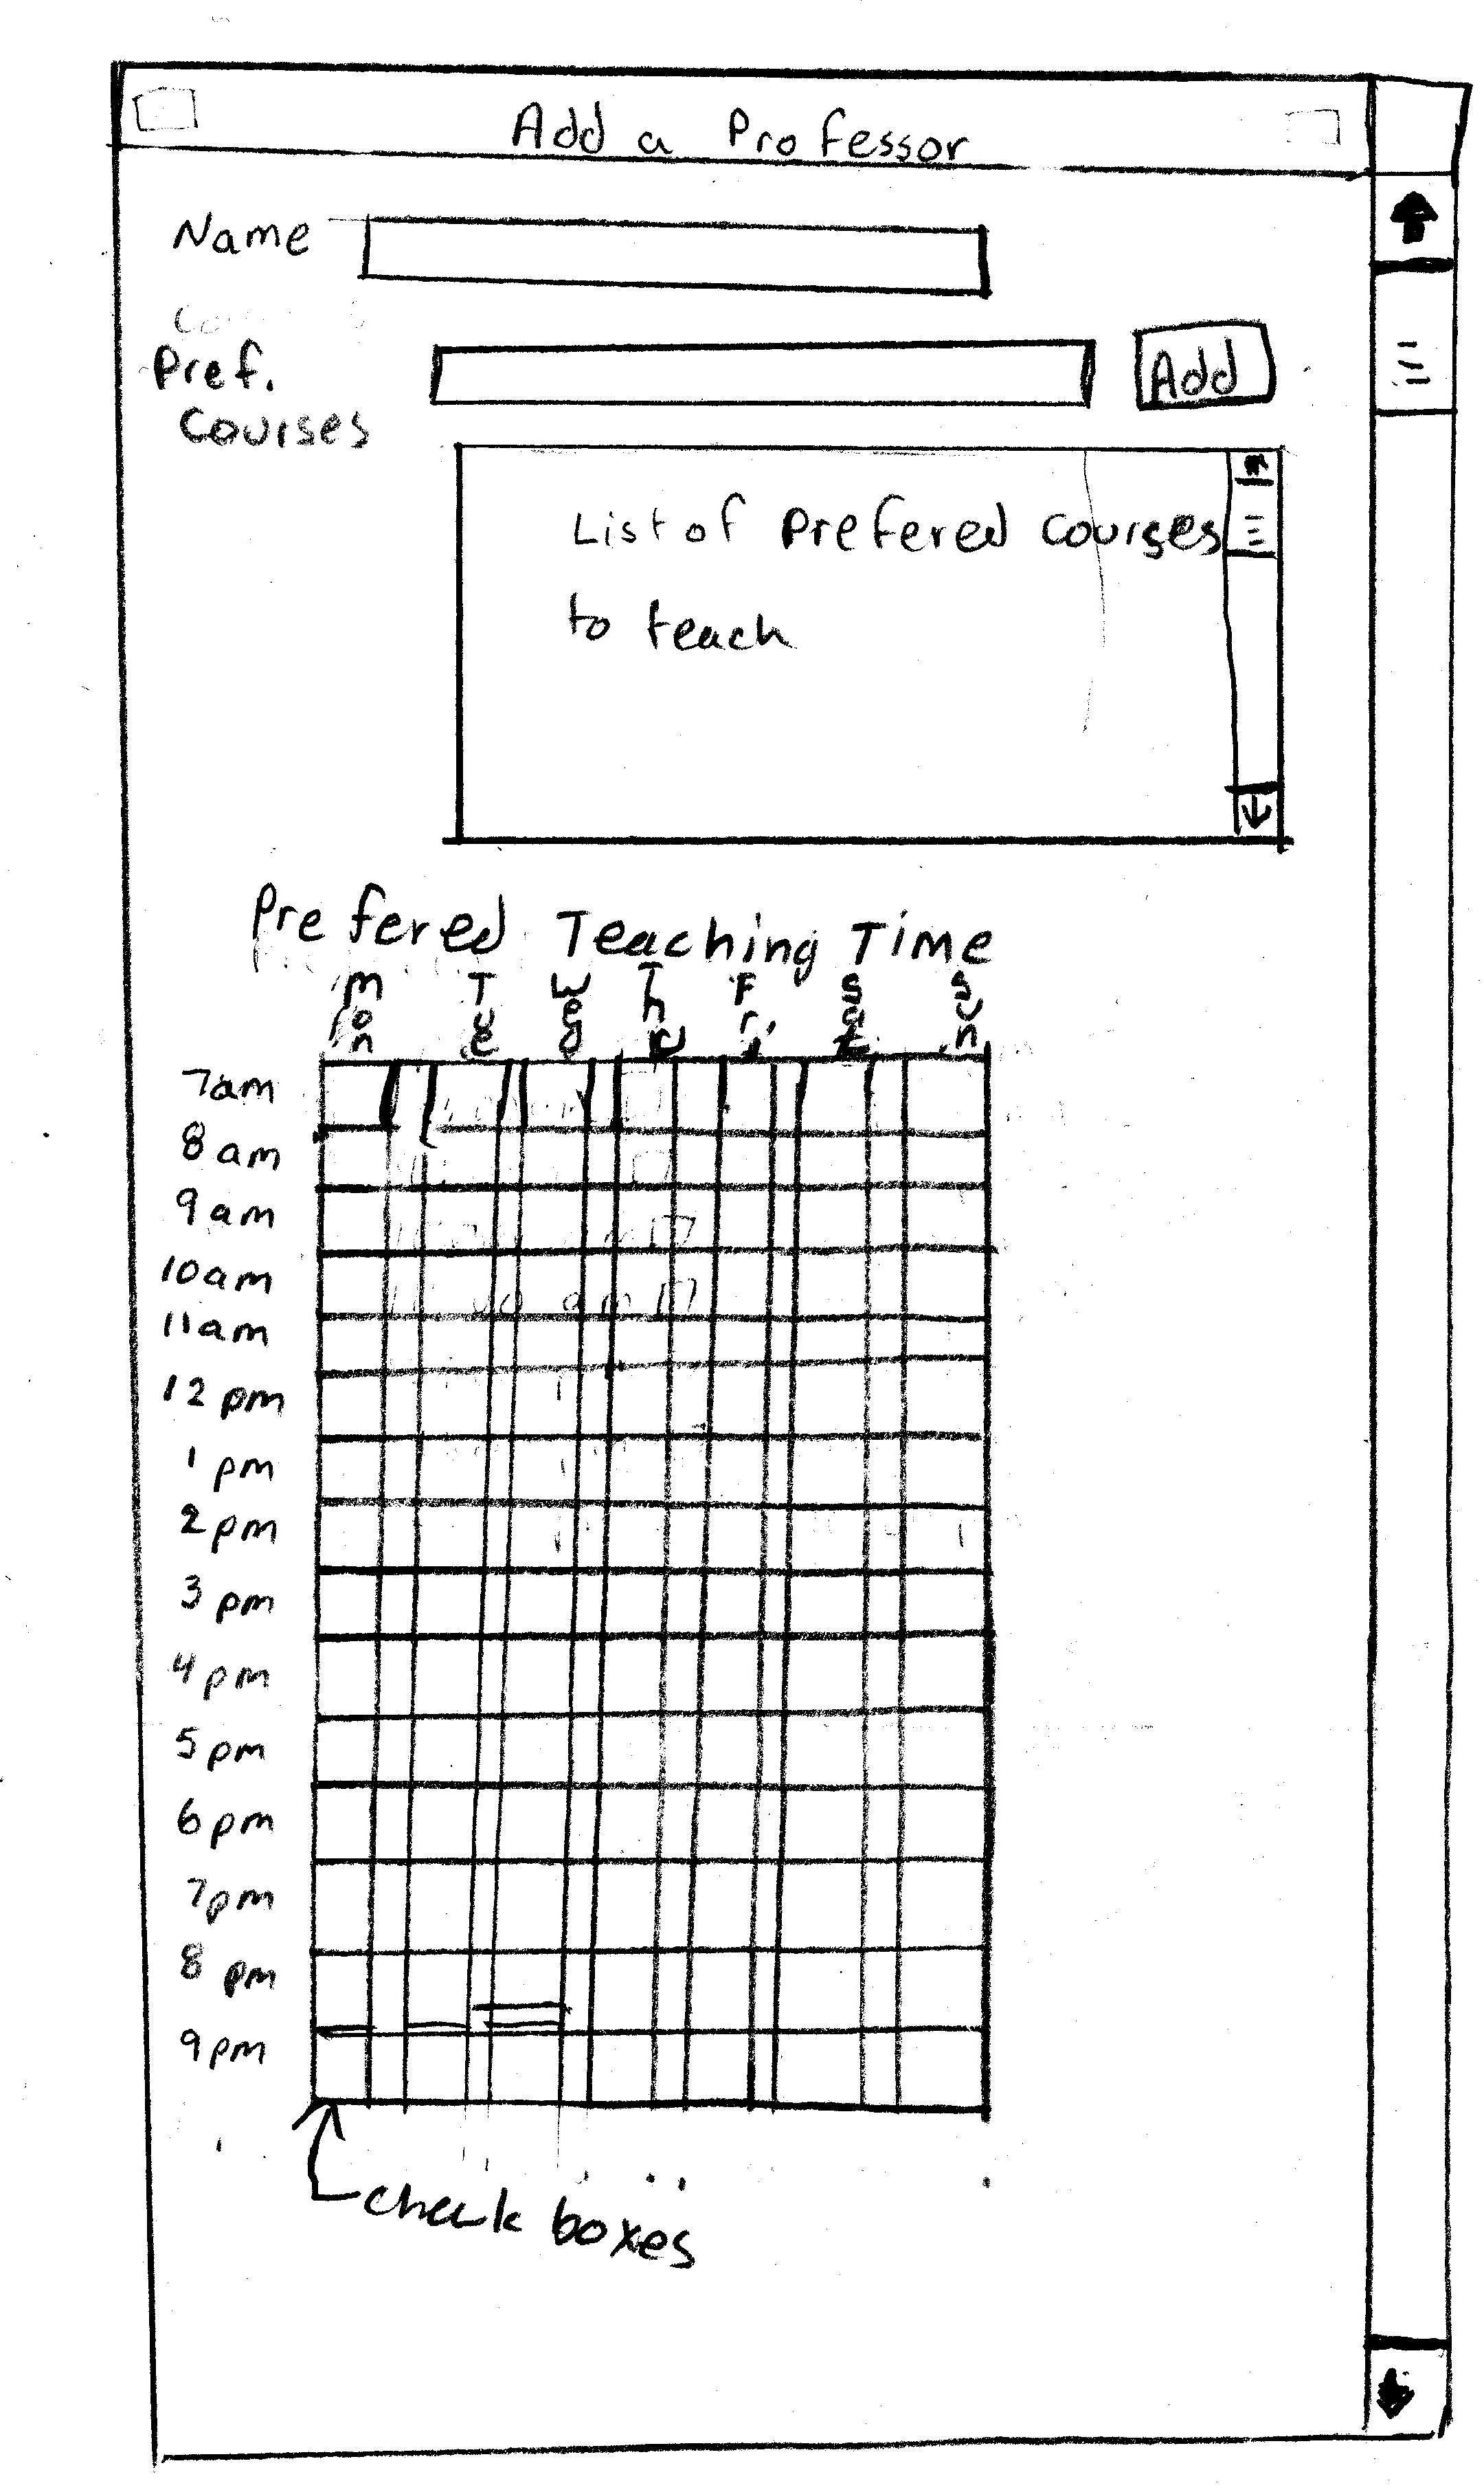 Add a Professor
Name
Pref.
Courses
Add
List of Prefered Courses
to teach
Prefered Teaching Time
Mon Tue Wed Thu Fri Sat Sun
7am
8 am
9 am
10am
11am
12 pm
1 pm
2 pm
3 pm
4 pm
5 pm
6 pm
7pm
8 pm
9pm
check boxes